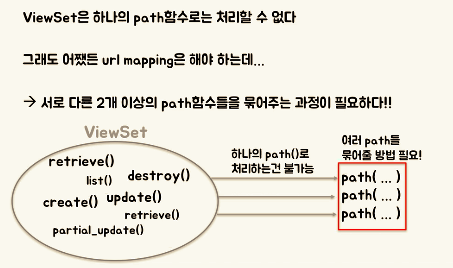 ViewSet은 하나의 path함수로는 처리할 수 없다
그래도 어쨌든 url mapping은 해야 하는데...
→ 서로 다른 2개 이상의 path함수들을 묶어주는 과정이 필요하다!!
ViewSet
retrieve()
list()
destroy()
create()
update()
retrieve()
partial_update()
하나의 path()로
처리하는건 불가능
여러 path들
묶어줄 방법 필요!
path( ... )
path( ... )
path( ... )